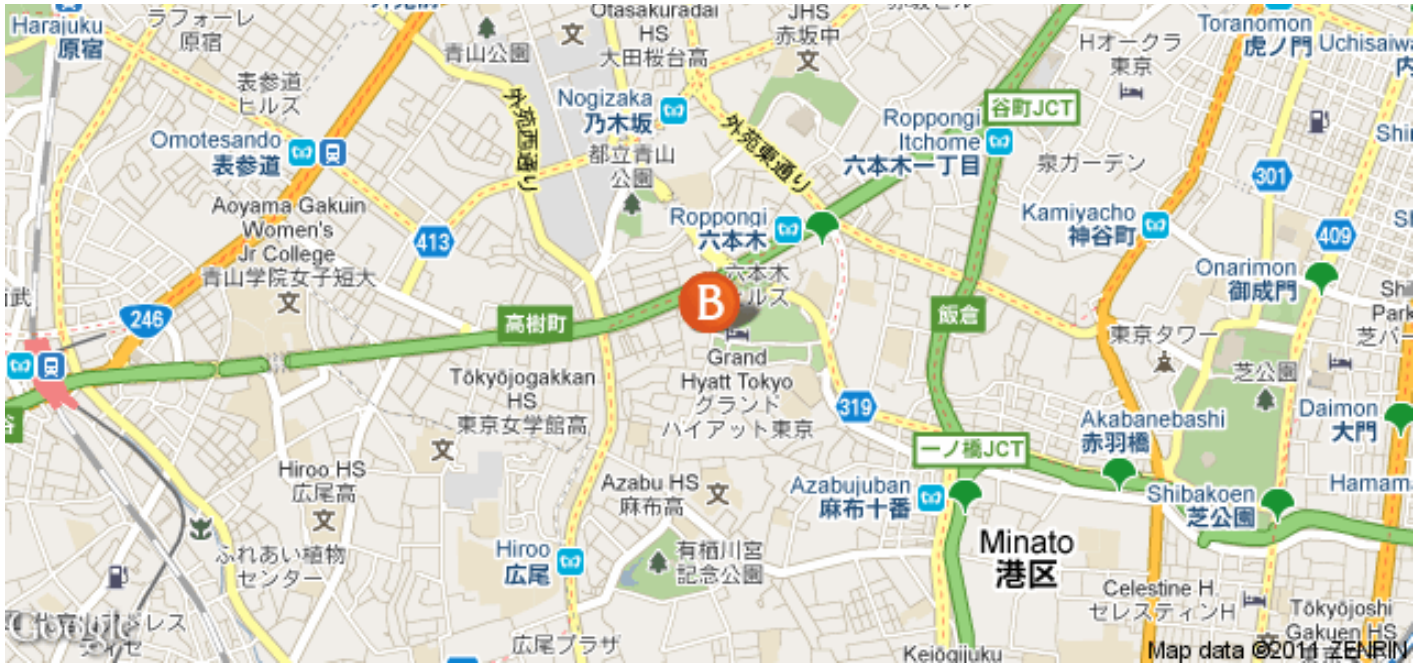 Harajuku
原宿
ラフォーレ
原宿
青山公園
Otasakuradai
HS
大田桜台高
JHS
赤坂中
Hオークラ
東京
Toranomon
虎ノ門
Uchisaiwa
内
表参道
ヒルズ
Omotesando
表参道
外苑西通り
Nogizaka
乃木坂
都立青山
公園
外苑東通り
Roppongi
Itchome
六本木一丁目
谷町JCT
泉ガーデン
301
Shi
Aoyama Gakuin
Women's
Jr College
青山学院女子短大
413
Roppongi
六本木
Kamiyacho
神谷町
409
Onarimon
御成門
246
高樹町
B
六本木
ルズ
飯倉
東京タワー
Park
芝パー
芝公園
Grand
Hyatt Tokyo
グランド
ハイアット東京
319
Tōkyōjogakkan
HS
東京女学館高
Akabanebashi
赤羽橋
Daimon
大門
一ノ橋JCT
Hiroo HS
広尾高
Azabu HS
麻布高
Azabujuban
麻布十番
Shibakoen
芝公園
Hamama
ふれあい植物
センター
Hiroo
広尾
有栖川宮
記念公園
Minato
港区
Celestine H.
セレスティンH
Tōkyōjoshi
Gakuen HS
Google
広尾プラザ
Keiōgijuku
Map data ©2011 ZENRIN